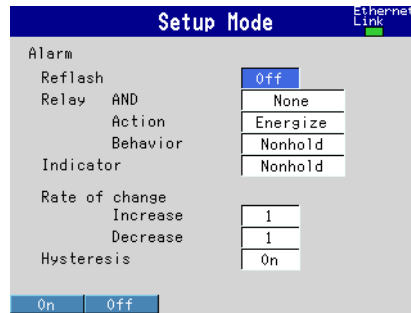 Setup Mode
Ethernet
Link
Alarm
Reflash Off
Relay AND None
Action Energize
Behavior Nonhold
Indicator Nonhold
Rate of change
Increase 1
Decrease 1
Hysteresis On
On Off